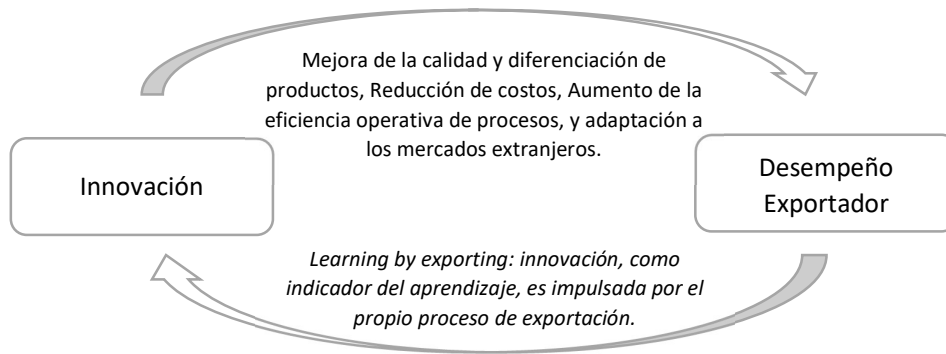 Mejora de la calidad y diferenciación de
productos, Reducción de costos, Aumento de la
eficiencia operativa de procesos, y adaptación a
los mercados extranjeros.
Innovación
Desempeño
Exportador
Learning by exporting: innovación, como
indicador del aprendizaje, es impulsada por el
propio proceso de exportación.